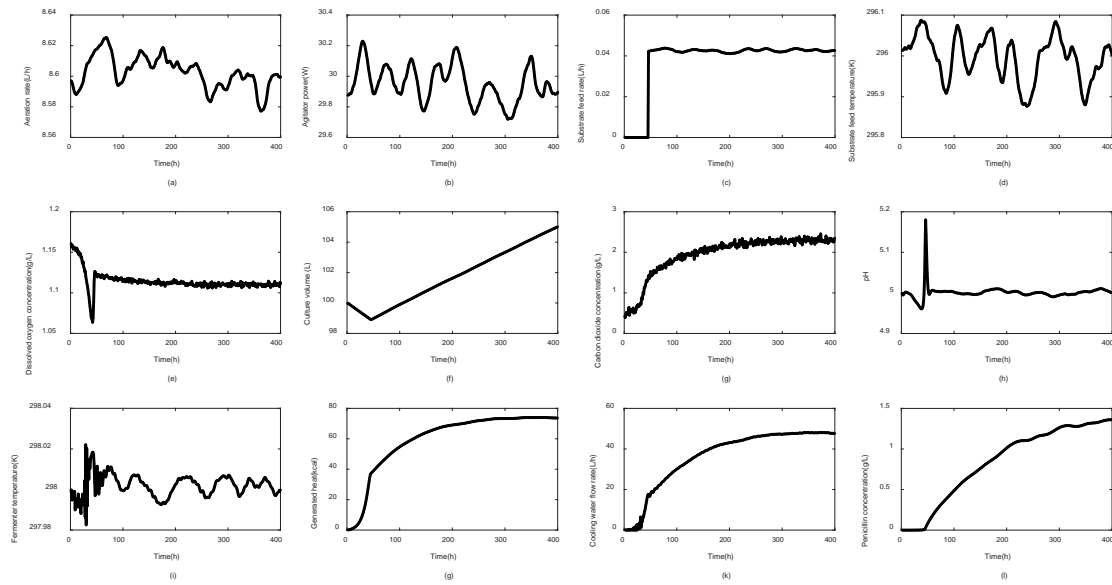 8.64
8.62
8.6
8.58
8.56
Aeration rate(L/h)
0 100 200 300 400
Time(h)
(a)
30.4
30.2
30
29.8
29.6
Agitator power(W)
0 100 200 300 400
Time(h)
(b)
0.06
0.04
0.02
0
Substrate feed rate(L/h)
0 100 200 300 400
Time(h)
(c)
296.1
296
295.9
295.8
Substrate feed temperature(K)
0 100 200 300 400
Time(h)
(d)
1.2
1.15
1.1
1.05
Dissolved oxygen concentration(g/L)
0 100 200 300 400
Time(h)
(e)
106
104
102
100
98
Culture volume (L)
0 100 200 300 400
Time(h)
(f)
3
2
1
0
Carbon dioxide concentration(g/L)
0 100 200 300 400
Time(h)
(g)
5.2
5.1
5
4.9
pH
0 100 200 300 400
Time(h)
(h)
298.04
298.02
298
297.98
Fermenter temperature(K)
0 100 200 300 400
Time(h)
(i)
80
60
40
20
0
Generated heat(kcal)
0 100 200 300 400
Time(h)
(g)
60
40
20
0
Cooling water flow rate(L/h)
0 100 200 300 400
Time(h)
(k)
1.5
1
0.5
0
Penicillin concentration(g/L)
0 100 200 300 400
Time(h)
(l)